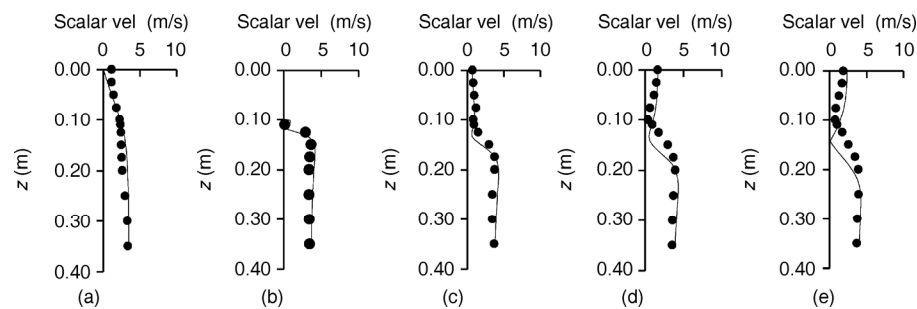 Scalar vel (m/s) Scalar vel (m/s) Scalar vel (m/s) Scalar vel (m/s) Scalar vel (m/s)
0 5 10 0 5 10 0 5 10 0 5 10 0 5 10
0.00 0.00 0.00 0.00 0.00
0.10 0.10 0.10 0.10 0.10
0.20 0.20 0.20 0.20 0.20
z (m) z (m) z (m) z (m) z (m)
0.30 0.30 0.30 0.30 0.30
0.40 0.40 0.40 0.40 0.40
(a) (b) (c) (d) (e)